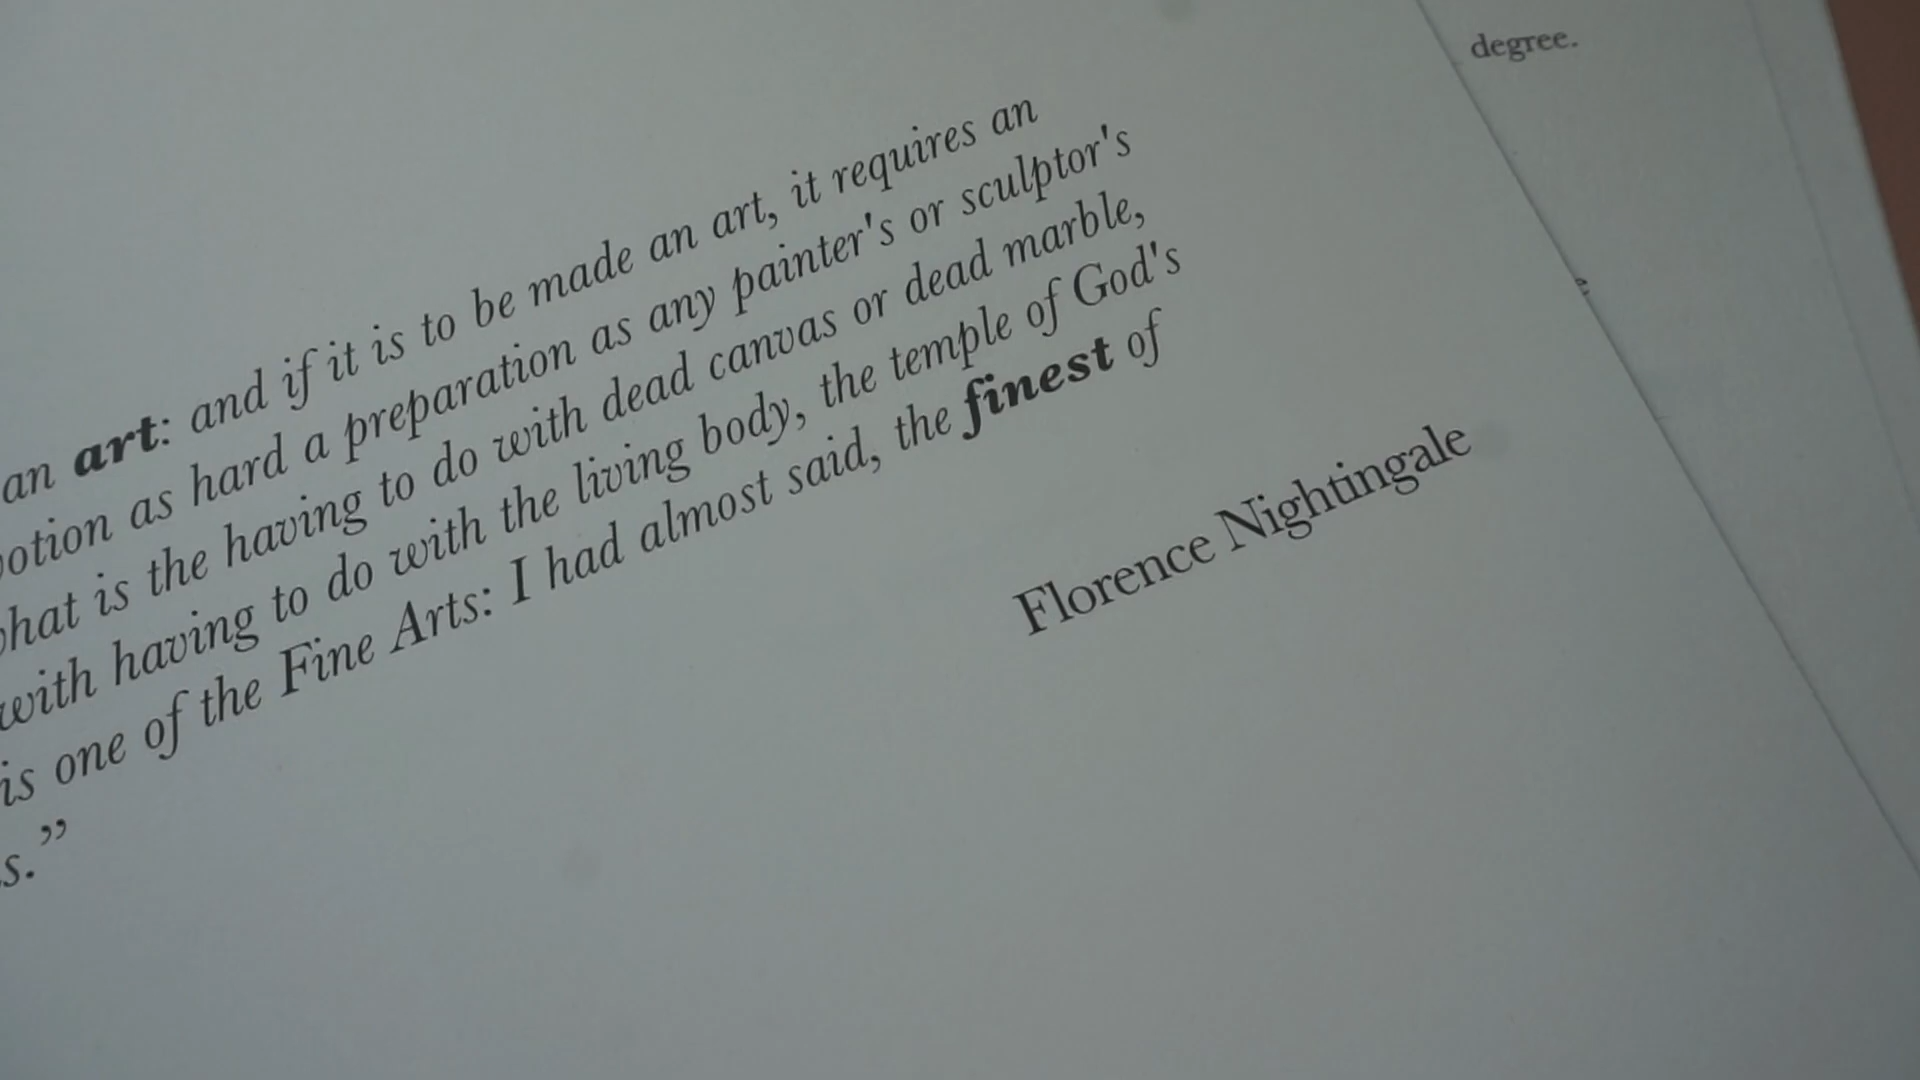 degree.
an art: and if it is to be made an art, it requires an
as hard a preparation as any painter's or sculptor's
is the having to do with dead canvas or dead marble,
with having to do with the living body, the temple of God's
is one of the Fine Arts: I had almost said, the finest of
s.”
Florence Nightingale